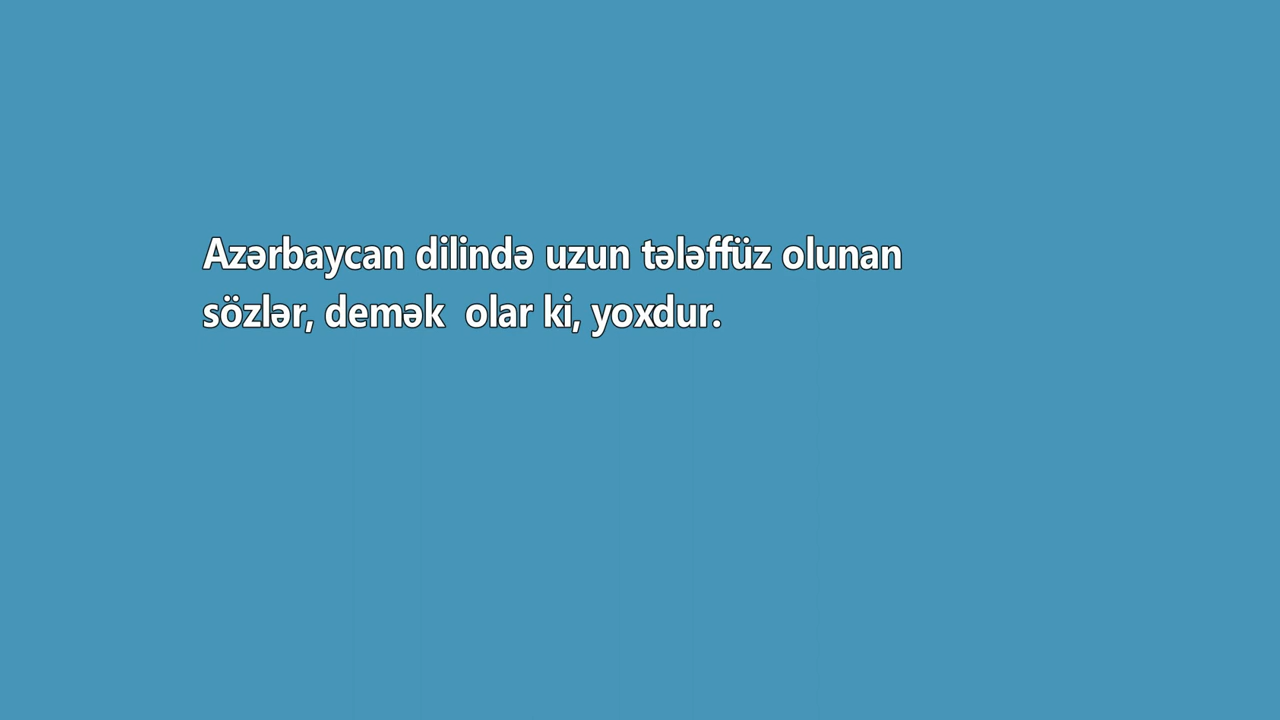 Azərbaycan dilində uzun tələffüz olunan
sözlər, demək  olar ki, yoxdur.